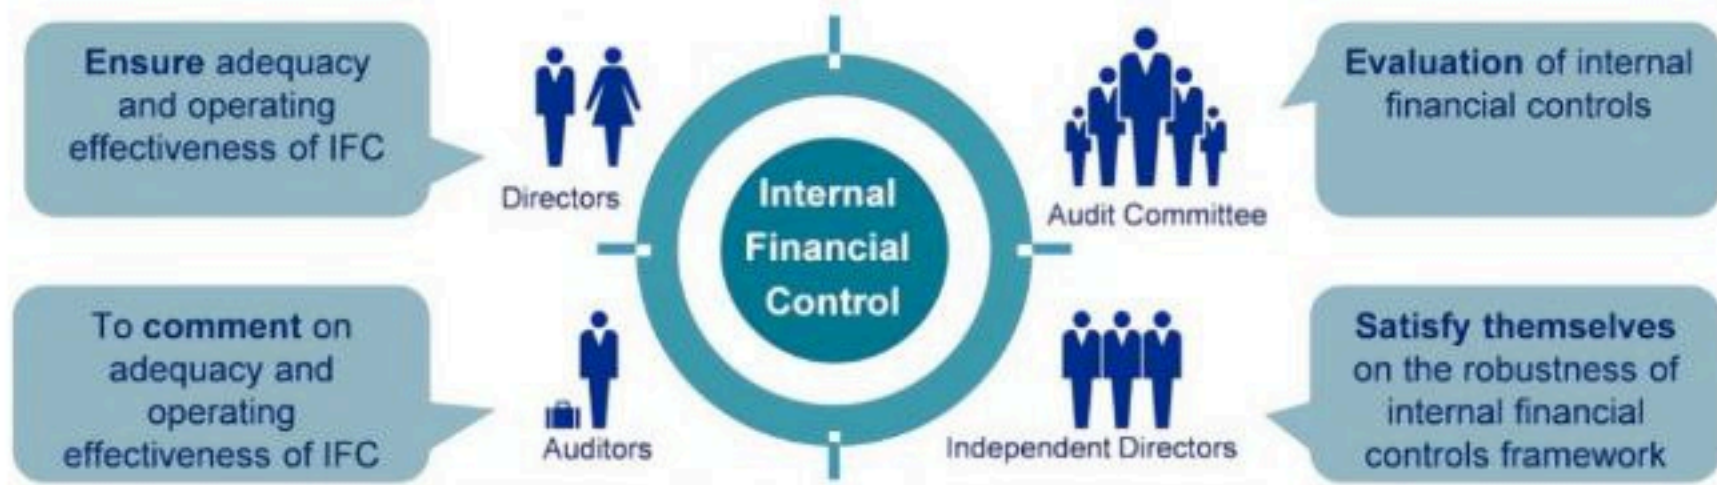 Ensure adequacy
and operating
effectiveness of IFC
Directors
Internal
Financial
Control
Audit Committee
Evaluation of internal
financial controls
To comment on
adequacy and
operating
effectiveness of IFC
Auditors
Independent Directors
Satisfy themselves
on the robustness of
internal financial
controls framework